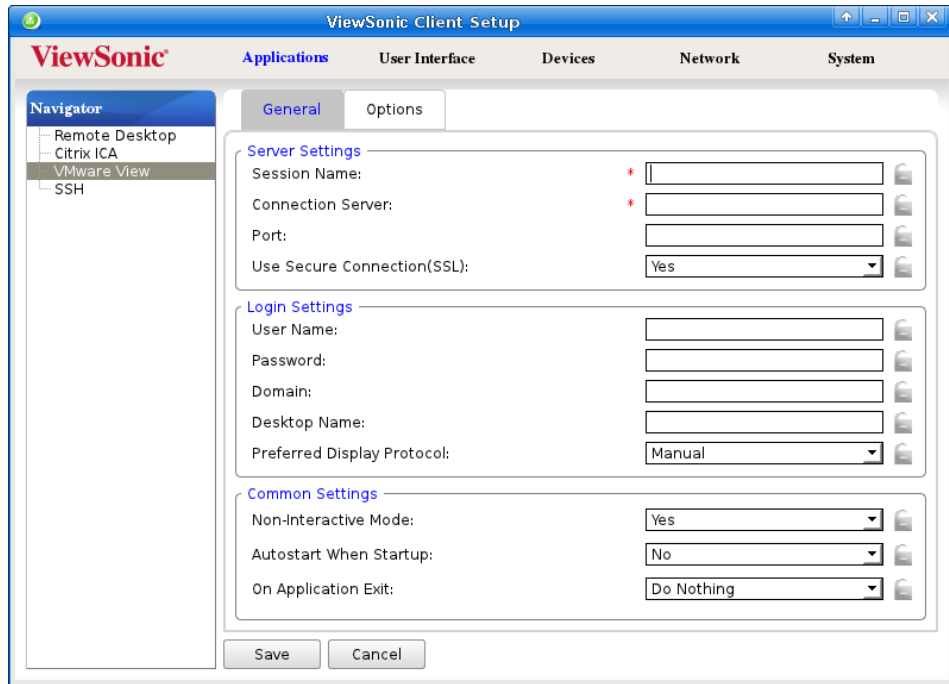 ViewSonic Client Setup
ViewSonic®
Applications User Interface Devices Network System
Navigator
Remote Desktop
Citrix ICA
VMware View
SSH
General Options
Server Settings
Session Name: *
Connection Server: *
Port:
Use Secure Connection(SSL): Yes
Login Settings
User Name:
Password:
Domain:
Desktop Name:
Preferred Display Protocol: Manual
Common Settings
Non-Interactive Mode: Yes
Autostart When Startup: No
On Application Exit: Do Nothing
Save Cancel